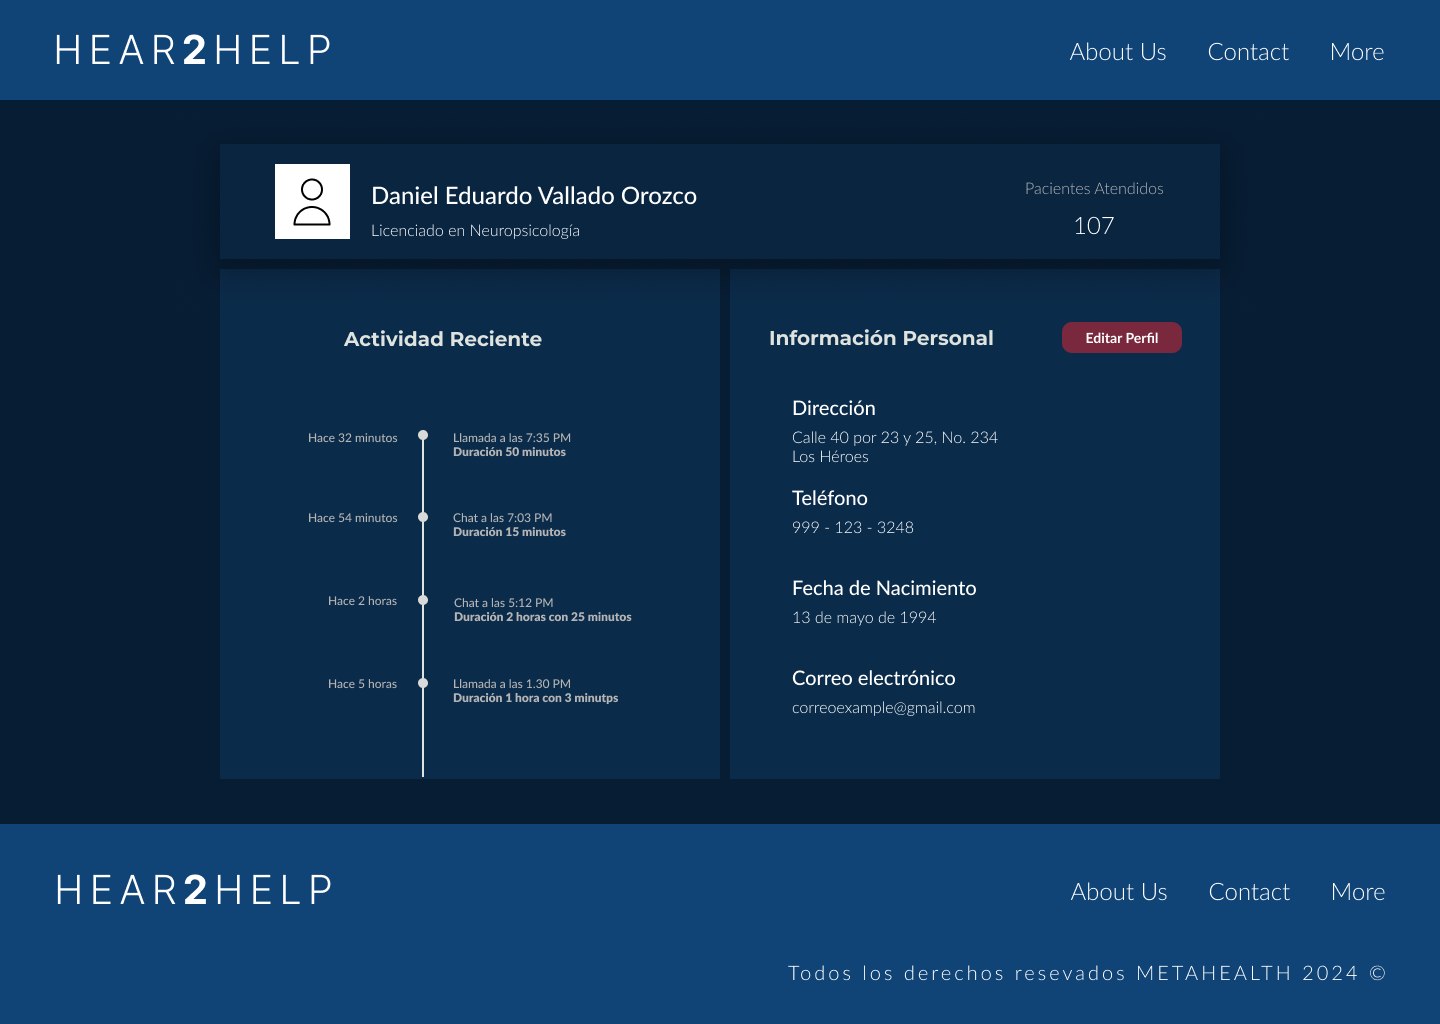 HEAR2HELP
About Us Contact More
Daniel Eduardo Vallado Orozco
Licenciado en Neuropsicología
Pacientes Atendidos
107
Actividad Reciente
Hace 32 minutos
Llamada a las 7:35 PM
Duración 50 minutos
Hace 54 minutos
Chat a las 7:03 PM
Duración 15 minutos
Hace 2 horas
Chat a las 5:12 PM
Duración 2 horas con 25 minutos
Hace 5 horas
Llamada a las 1.30 PM
Duración 1 hora con 3 minutps
Información Personal
Editar Perfil
Dirección
Calle 40 por 23 y 25, No. 234
Los Héroes
Teléfono
999 - 123 - 3248
Fecha de Nacimiento
13 de mayo de 1994
Correo electrónico
correoexample@gmail.com
HEAR2HELP
About Us Contact More
Todos los derechos resevados METAHEALTH 2024 ©